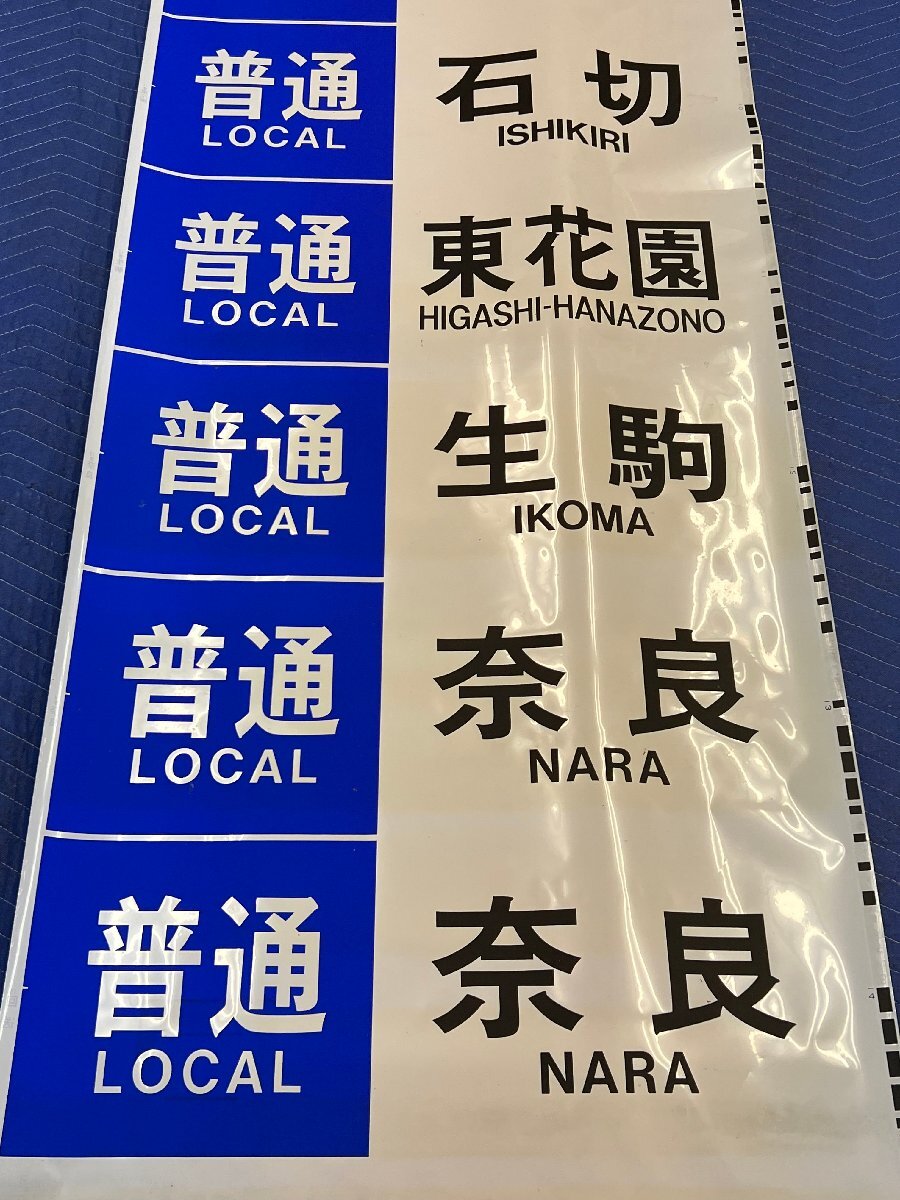 普通 石切
LOCAL ISHIKIRI
普通 東花園
LOCAL HIGASHI-HANAZONO
普通 生駒
LOCAL IKOMA
普通 奈良
LOCAL NARA
普通 奈良
LOCAL NARA